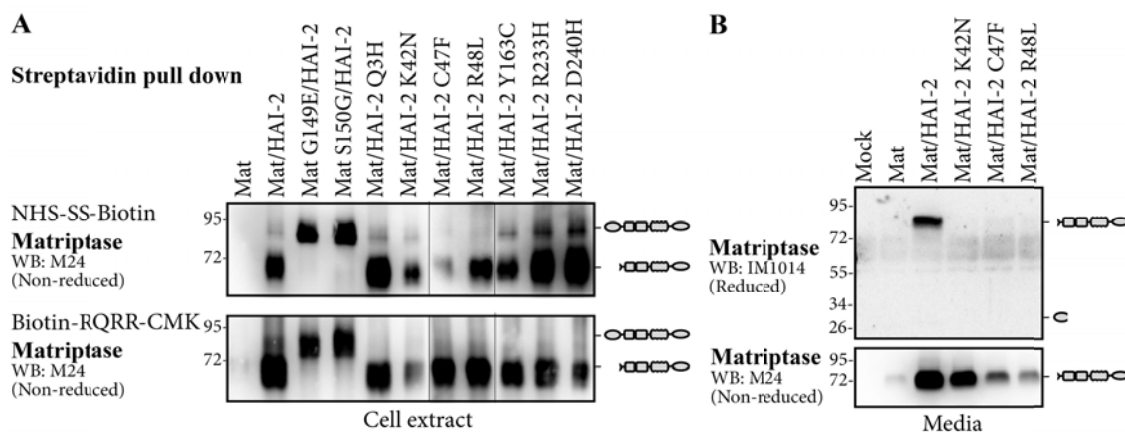 A
Streptavidin pull down
Mat
Mat/HAI-2
Mat G149E/HAI-2
Mat S150G/HAI-2
Mat/HAI-2 Q3H
Mat/HAI-2 K42N
Mat/HAI-2 C47F
Mat/HAI-2 R48L
Mat/HAI-2 Y163C
Mat/HAI-2 R233H
Mat/HAI-2 D240H
NHS-SS-Biotin
Matriptase
WB: M24
(Non-reduced)
95-
72-
Biotin-RQRR-CMK
Matriptase
WB: M24
(Non-reduced)
95-
72-
Cell extract
B
Mock
Mat
Mat/HAI-2
Mat/HAI-2 K42N
Mat/HAI-2 C47F
Mat/HAI-2 R48L
Matriptase
WB: IM1014
(Reduced)
95-
72-
55-
34-
26-
Matriptase
WB: M24
(Non-reduced)
95-
72-
Media